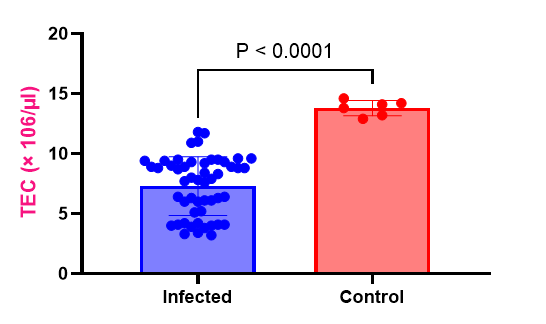 P < 0.0001
20
15
10
5
0
TEC (× 106/µl)
Infected
Control